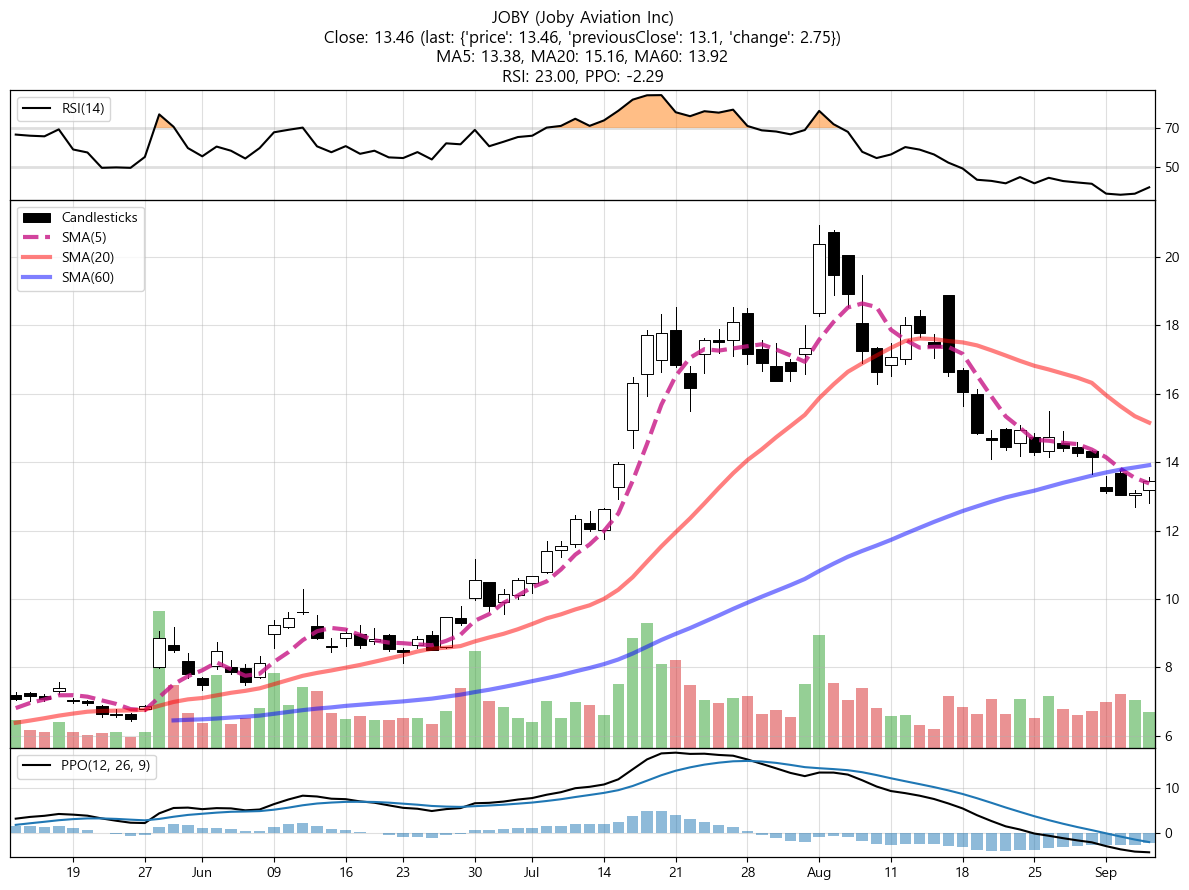 JOBY (Joby Aviation Inc)
Close: 13.46 (last: {'price': 13.46, 'previousClose': 13.1, 'change': 2.75})
MA5: 13.38, MA20: 15.16, MA60: 13.92
RSI: 23.00, PPO: -2.29
RSI(14)
70
50
Candlesticks
SMA(5)
SMA(20)
SMA(60)
20
18
16
14
12
10
8
6
PPO(12, 26, 9)
10
0
19 27 Jun 09 16 23 30 Jul 14 21 28 Aug 11 18 25 Sep